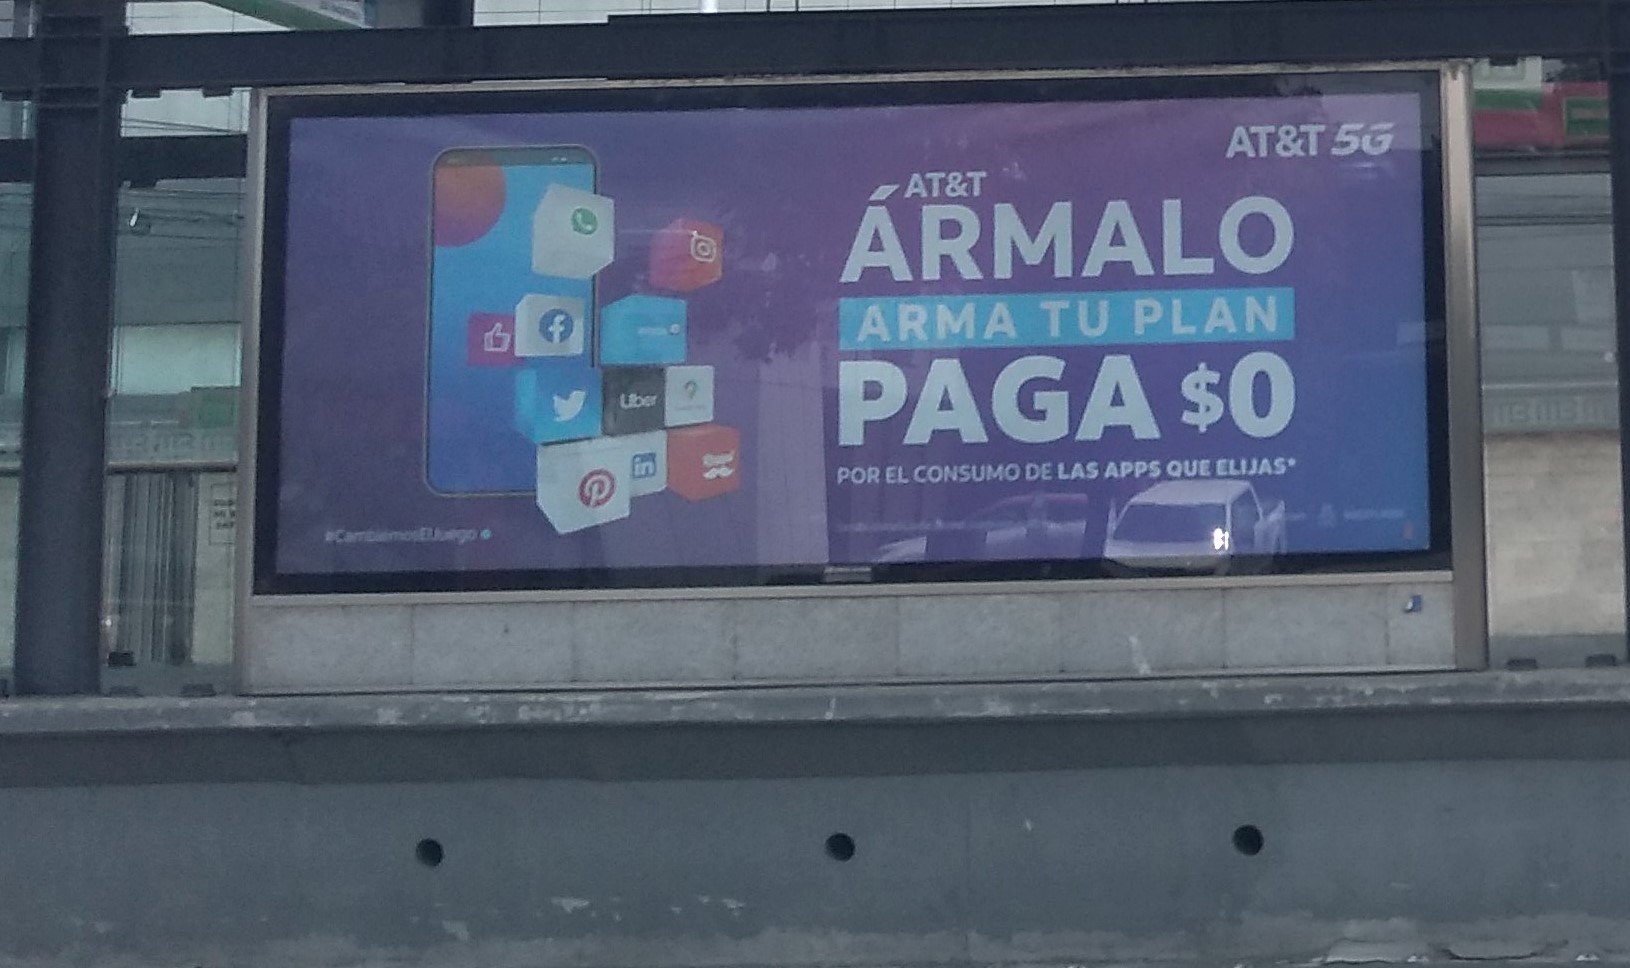 AT&T 5G
AT&T
ÁRMALO
ARMA TU PLAN
PAGA $0
POR EL CONSUMO DE LAS APPS QUE ELIJAS*
Uber
in
#CambiemosElJuego